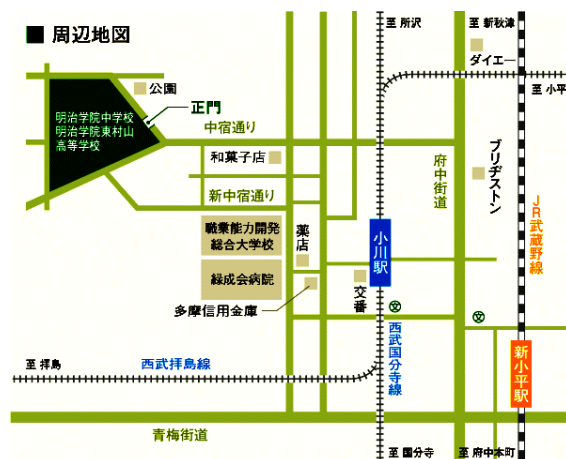 ■ 周辺地図
至 所沢
至 新秋津
ダイエー
至 小平
公園
正門
明治学院中学校
明治学院東村山
高等学校
中宿通り
和菓子店
新中宿通り
府中街道
ブリヂストン
JR武蔵野線
職業能力開発
総合大学校
薬店
小川駅
緑成会病院
交番
多摩信用金庫
文
文
至 拝島
西武拝島線
西武国分寺線
新小平駅
青梅街道
至 国分寺
至 府中本町